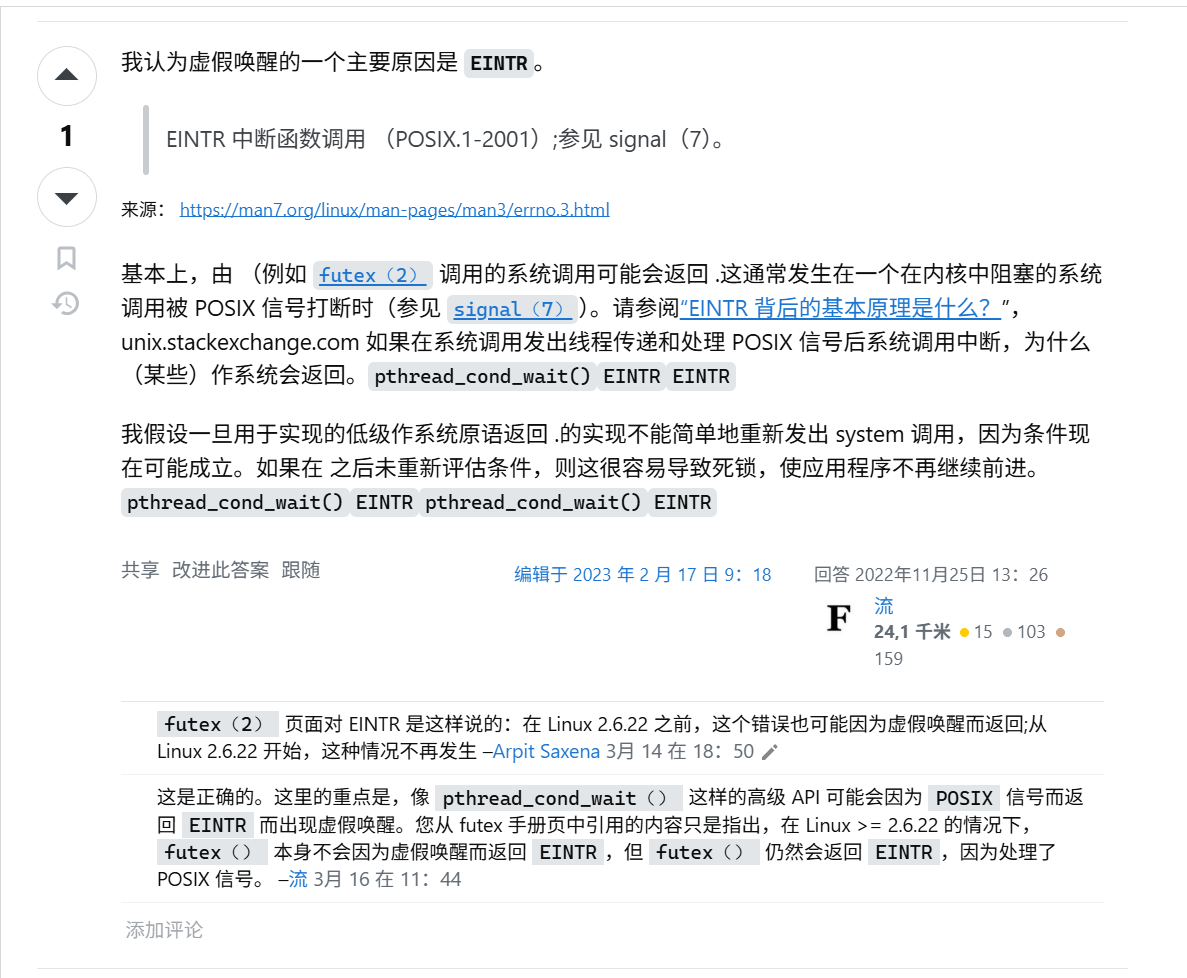 我认为虚假唤醒的一个主要原因是 EINTR。
1
EINTR 中断函数调用 （POSIX.1-2001）;参见 signal（7）。
来源： https://man7.org/linux/man-pages/man3/errno.3.html
基本上，由 （例如 futex（2） 调用的系统调用可能会返回 .这通常发生在一个在内核中阻塞的系统
调用被 POSIX 信号打断时（参见 signal（7））。请参阅“EINTR 背后的基本原理是什么？”，
unix.stackexchange.com 如果在系统调用发出线程传递和处理 POSIX 信号后系统调用中断，为什么
（某些）作系统会返回。pthread_cond_wait() EINTR EINTR
我假设一旦用于实现的低级作系统原语返回 .的实现不能简单地重新发出 system 调用，因为条件现
在可能成立。如果在 之后未重新评估条件，则这很容易导致死锁，使应用程序不再继续前进。
pthread_cond_wait() EINTR pthread_cond_wait() EINTR
共享 改进此答案 跟随
编辑于 2023 年 2 月 17 日 9：18
回答 2022年11月25日 13：26
F
流
24,1 千米 15 103
159
futex（2） 页面对 EINTR 是这样说的：在 Linux 2.6.22 之前，这个错误也可能因为虚假唤醒而返回;从
Linux 2.6.22 开始，这种情况不再发生 –Arpit Saxena 3月 14 在 18：50
这是正确的。这里的重点是，像 pthread_cond_wait （） 这样的高级 API 可能会因为 POSIX 信号而返
回 EINTR 而出现虚假唤醒。您从 futex 手册页中引用的内容只是指出，在 Linux >= 2.6.22 的情况下，
futex （） 本身不会因为虚假唤醒而返回 EINTR，但 futex （） 仍然会返回 EINTR，因为处理了
POSIX 信号。 –流 3月 16 在 11：44
添加评论